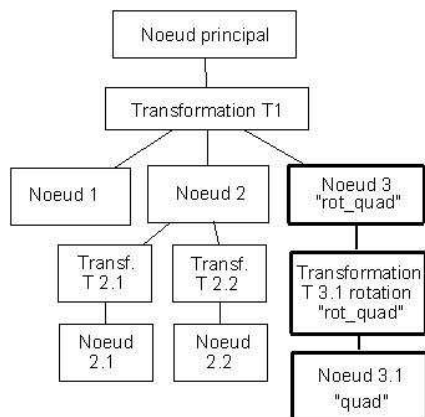 Noeud principal
Transformation T1
Noeud 1
Noeud 2
Noeud 3
"rot_quad"
Transf.
T 2.1
Transf.
T 2.2
Transformation
T 3.1 rotation
"rot_quad"
Noeud
2.1
Noeud
2.2
Noeud 3.1
"quad"